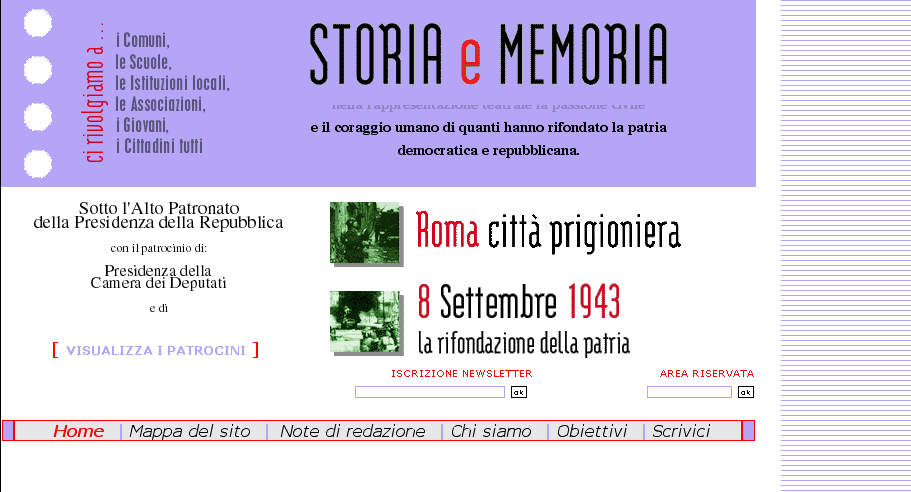 ci rivolgiamo a ...
i Comuni,
le Scuole,
le Istituzioni locali,
le Associazioni,
i Giovani,
i Cittadini tutti
STORIA e MEMORIA
nella rappresentazione teatrale la passione civile
e il coraggio umano di quanti hanno rifondato la patria
democratica e repubblicana.
Sotto l'Alto Patronato
della Presidenza della Repubblica
con il patrocinio di:
Presidenza della
Camera dei Deputati
e di
[ VISUALIZZA I PATROCINI ]
Roma città prigioniera
8 Settembre 1943
la rifondazione della patria
ISCRIZIONE NEWSLETTER
ok
AREA RISERVATA
ok
Home | Mappa del sito | Note di redazione | Chi siamo | Obiettivi | Scrivici